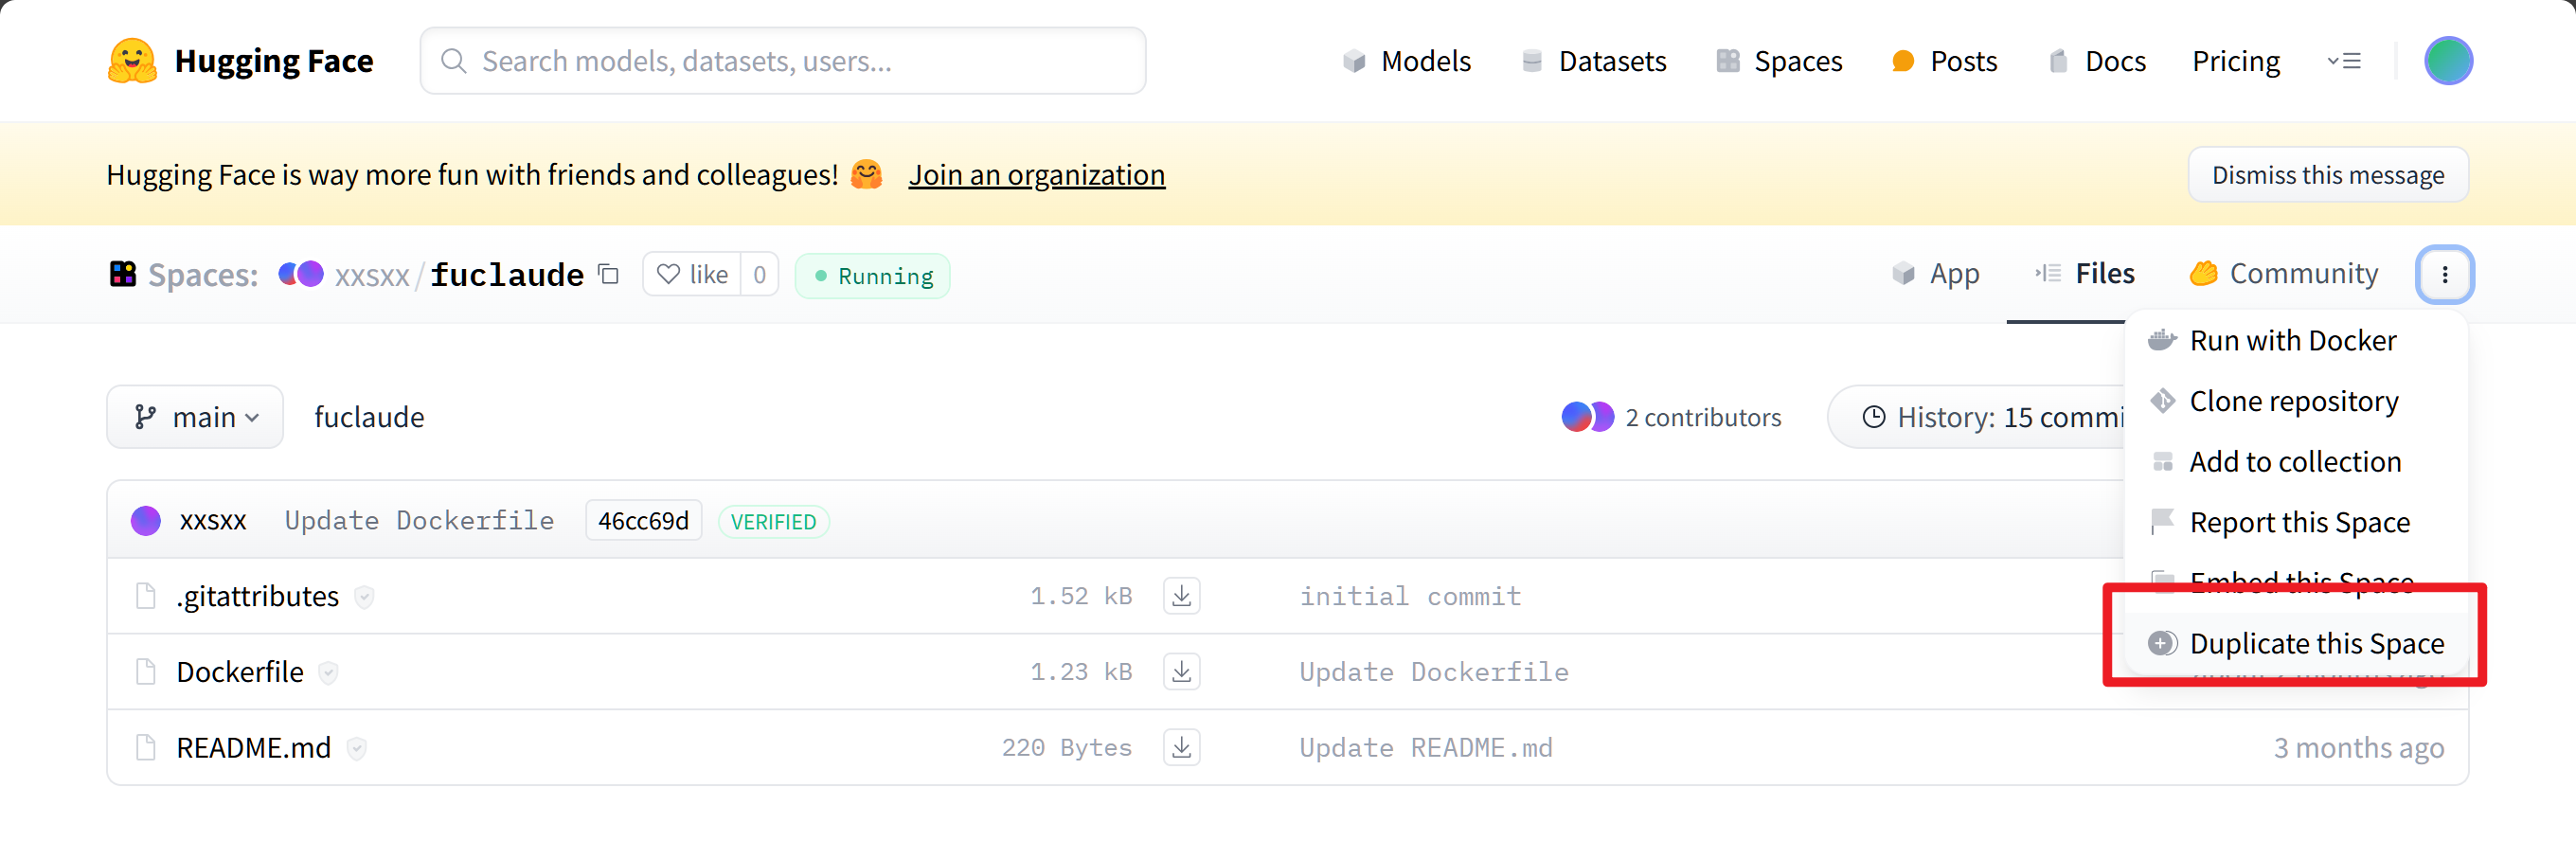 Hugging Face
Search models, datasets, users...
Models
Datasets
Spaces
Posts
Docs
Pricing
Hugging Face is way more fun with friends and colleagues! 🤗 Join an organization
Dismiss this message
Spaces: xxsxx/fuclaude
like 0
Running
App
Files
Community
Run with Docker
Clone repository
Add to collection
Report this Space
Embed this Space
Duplicate this Space
main
fuclaude
2 contributors
History: 15 commi
xxsxx Update Dockerfile 46cc69d VERIFIED
.gitattributes 1.52 kB initial commit
Dockerfile 1.23 kB Update Dockerfile
README.md 220 Bytes Update README.md 3 months ago